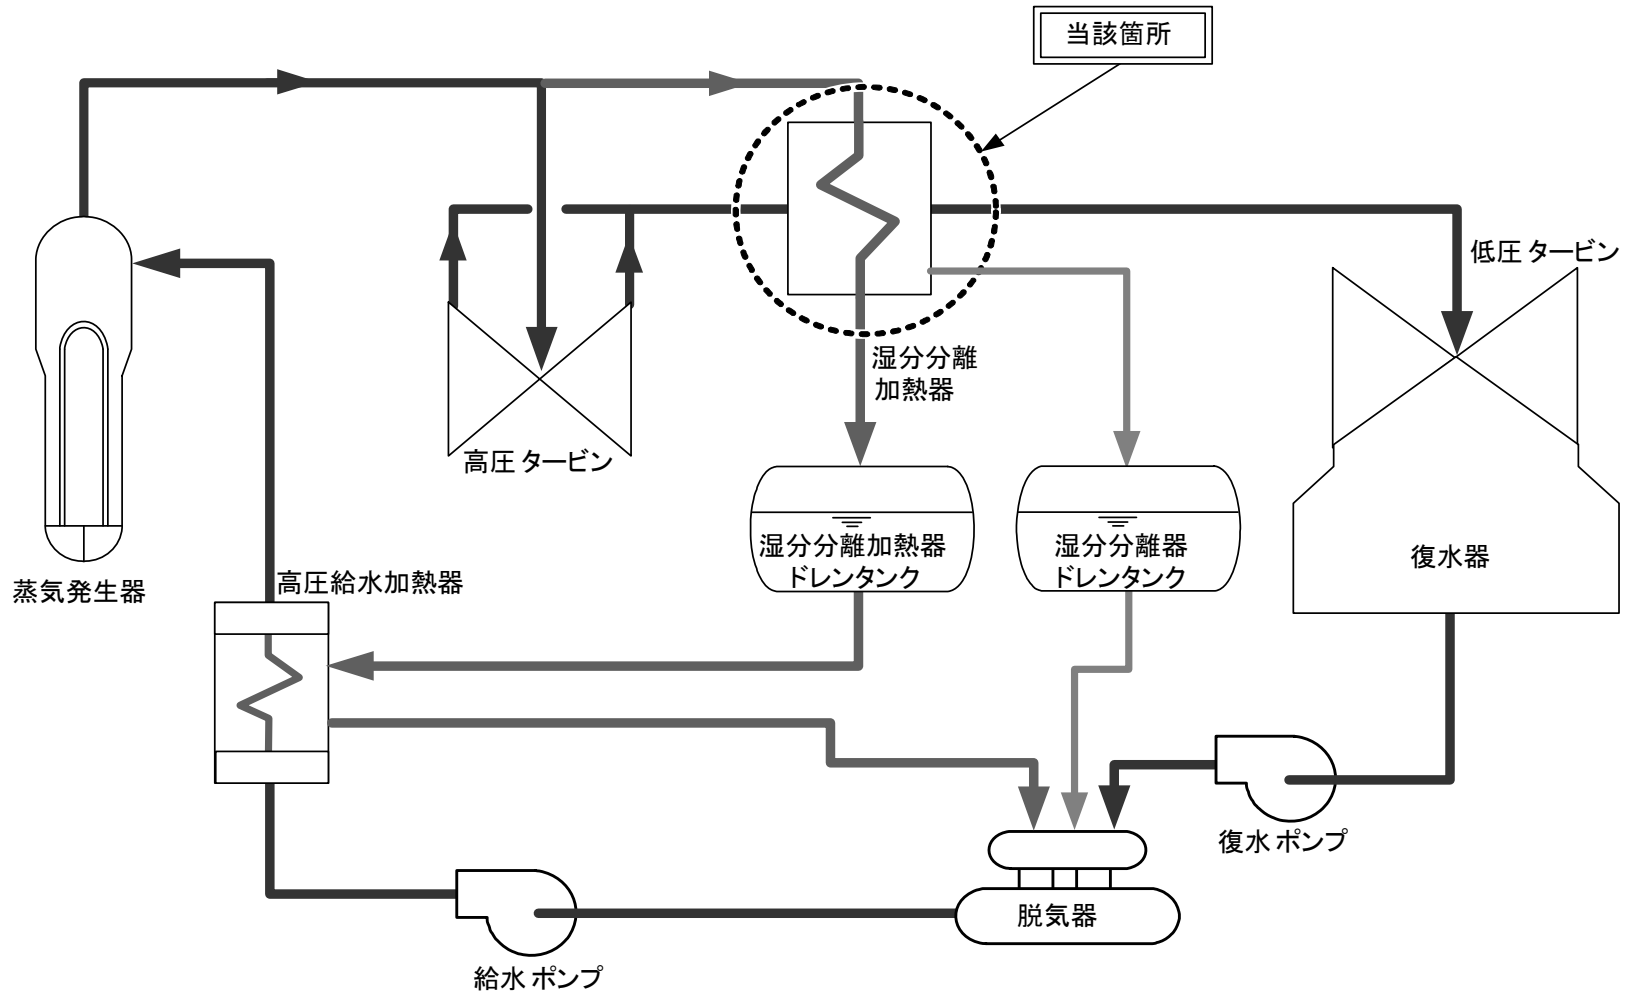 当該箇所
低圧タービン
湿分分離
加熱器
高圧タービン
湿分分離加熱器
ドレンタンク
湿分分離器
ドレンタンク
復水器
高圧給水加熱器
蒸気発生器
復水ポンプ
脱気器
給水ポンプ